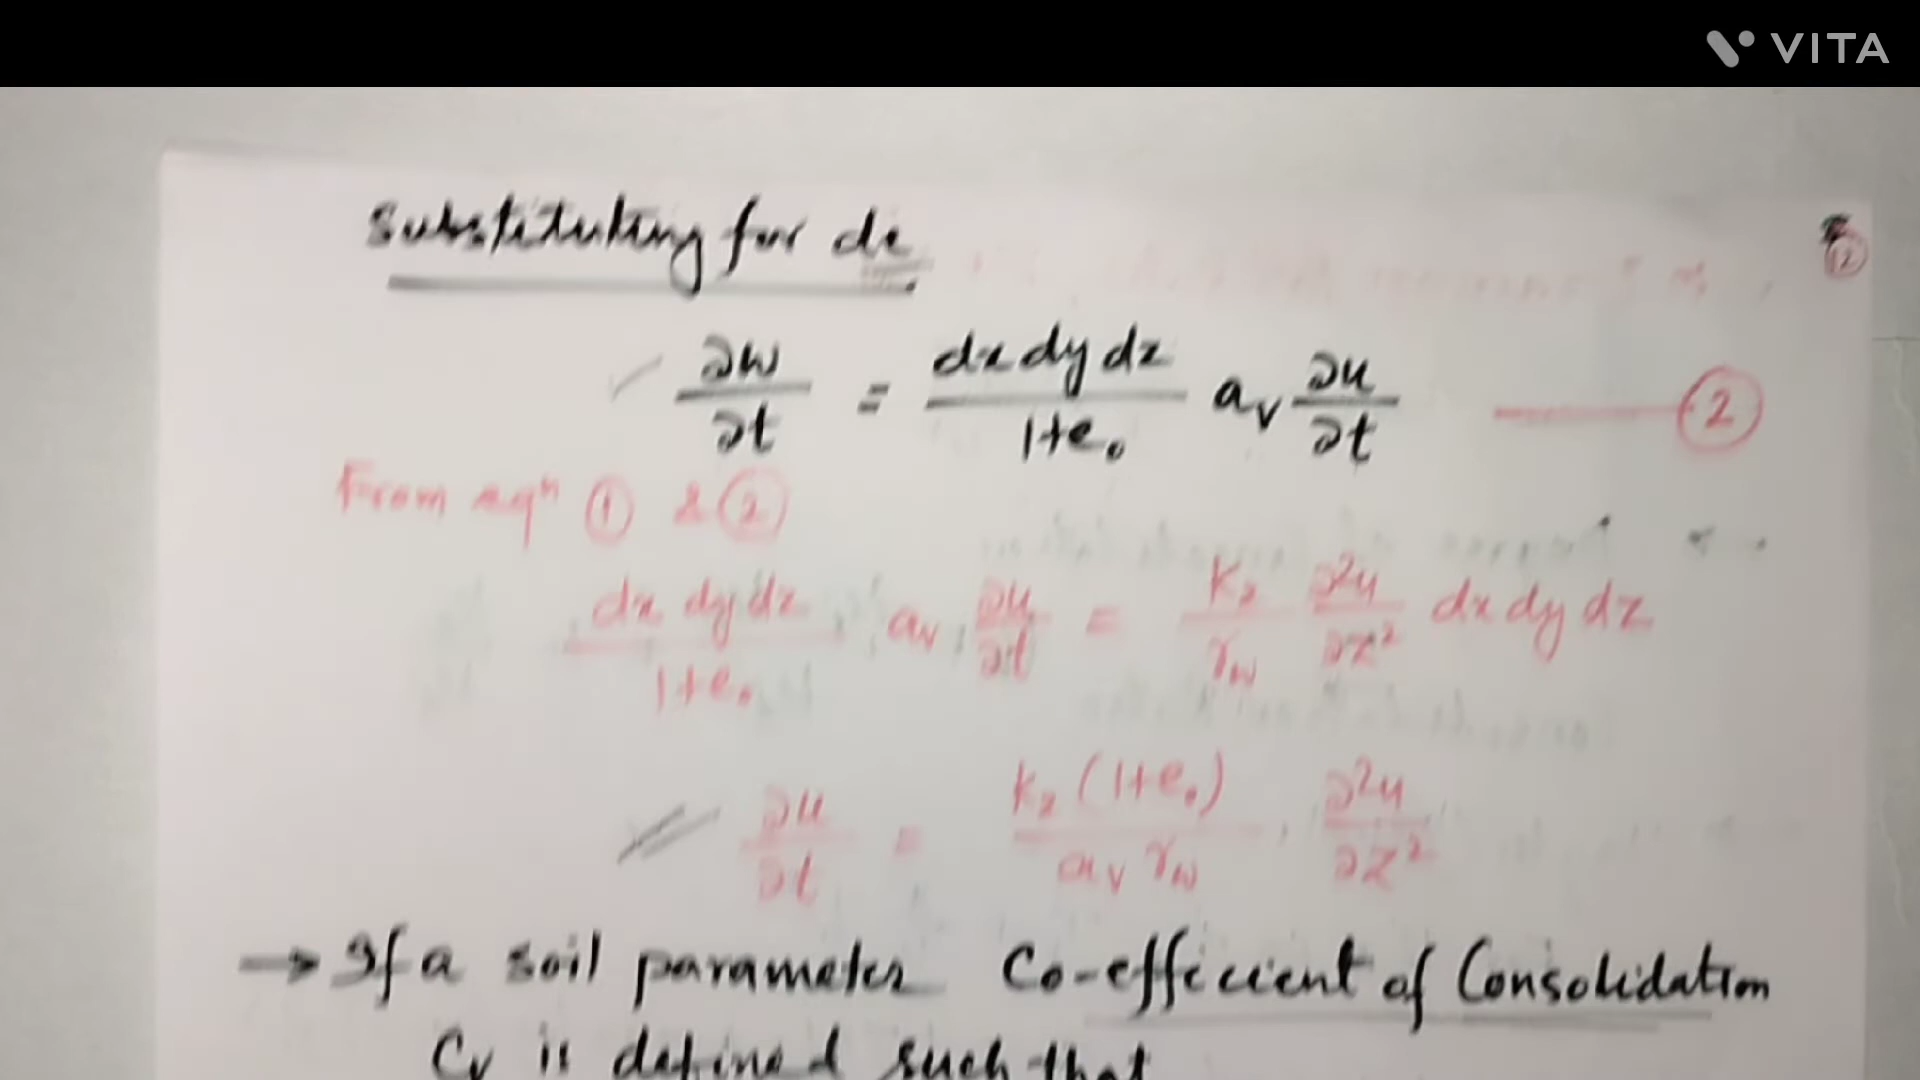 VITA
substituting for de
12
∂w/∂t = dx dy dz/1+e₀ aᵥ ∂u/∂t — 2
From eqⁿ 1 & 2
dx dy dz/1+e₀ . aᵥ . ∂u/∂t = kz/γw ∂²u/∂z² dx dy dz
∂u/∂t = kz (1+e₀)/aᵥ γw . ∂²u/∂z²
→ If a soil parameter Co-efficient of Consolidation
Cv is defined such that